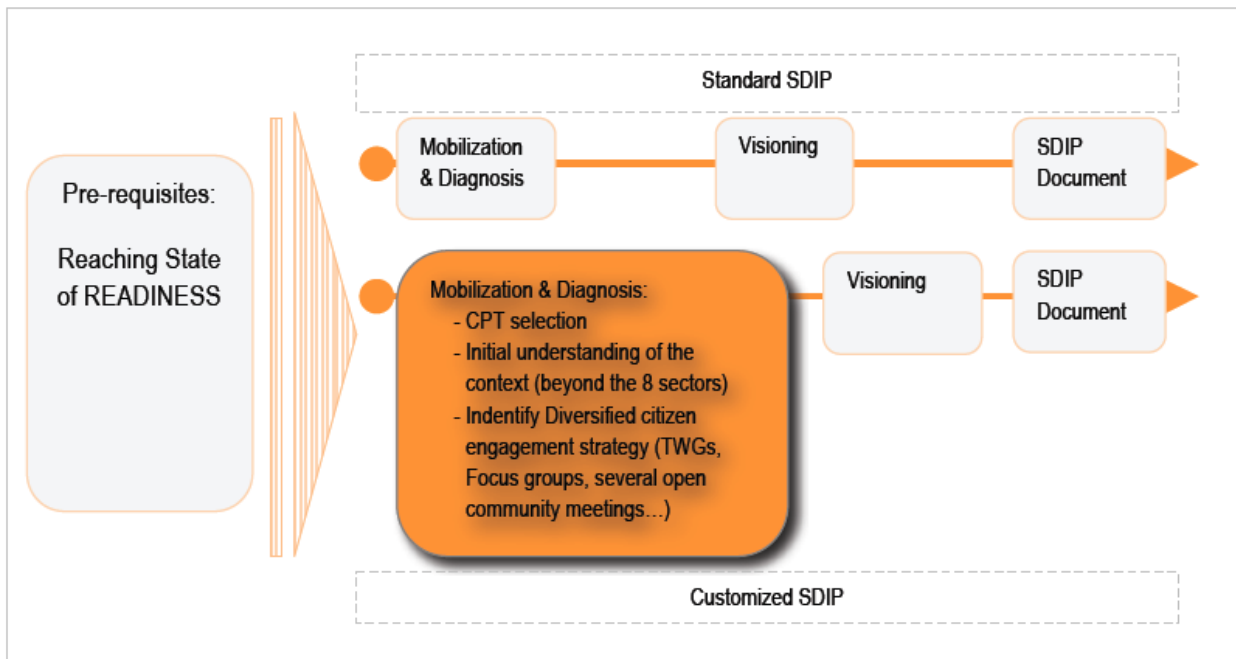 Standard SDIP
Pre-requisites:
Reaching State
of READINESS
Mobilization
& Diagnosis
Visioning
SDIP
Document
Mobilization & Diagnosis:
- CPT selection
- Initial understanding of the
context (beyond the 8 sectors)
- Indentify Diversified citizen
engagement strategy (TWGs,
Focus groups, several open
community meetings…)
Visioning
SDIP
Document
Customized SDIP